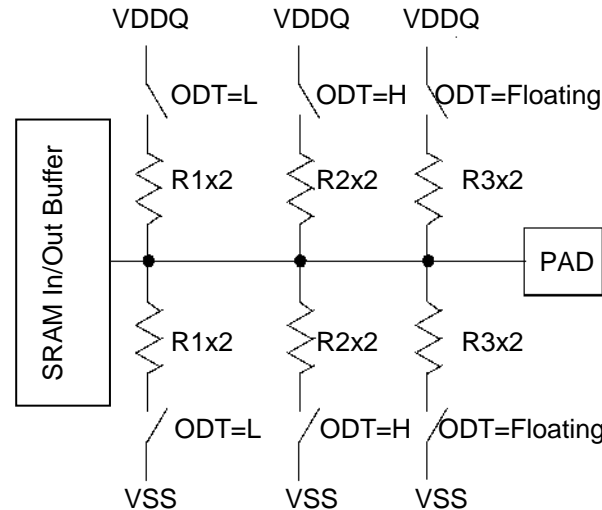 VDDQ VDDQ VDDQ
ODT=L ODT=H ODT=Floating
SRAM In/Out Buffer
R1x2 R2x2 R3x2
PAD
R1x2 R2x2 R3x2
ODT=L ODT=H ODT=Floating
VSS VSS VSS